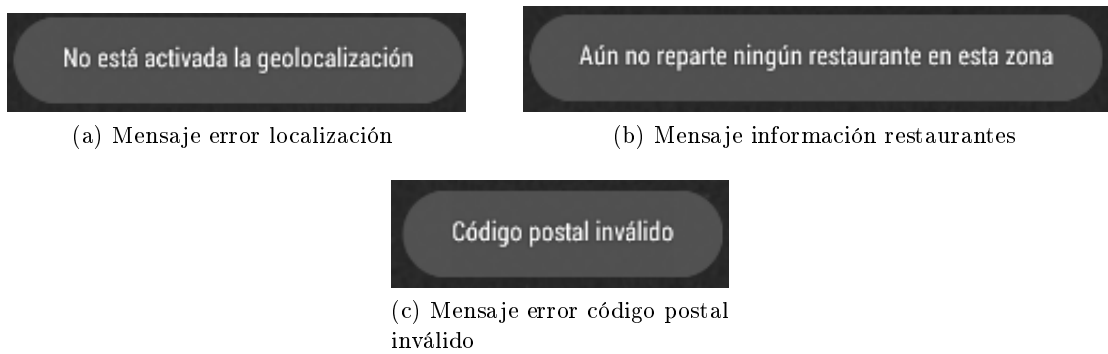 No está activada la geolocalización
Aún no reparte ningún restaurante en esta zona
(a) Mensaje error localización
(b) Mensaje información restaurantes
Código postal inválido
(c) Mensaje error código postal
inválido